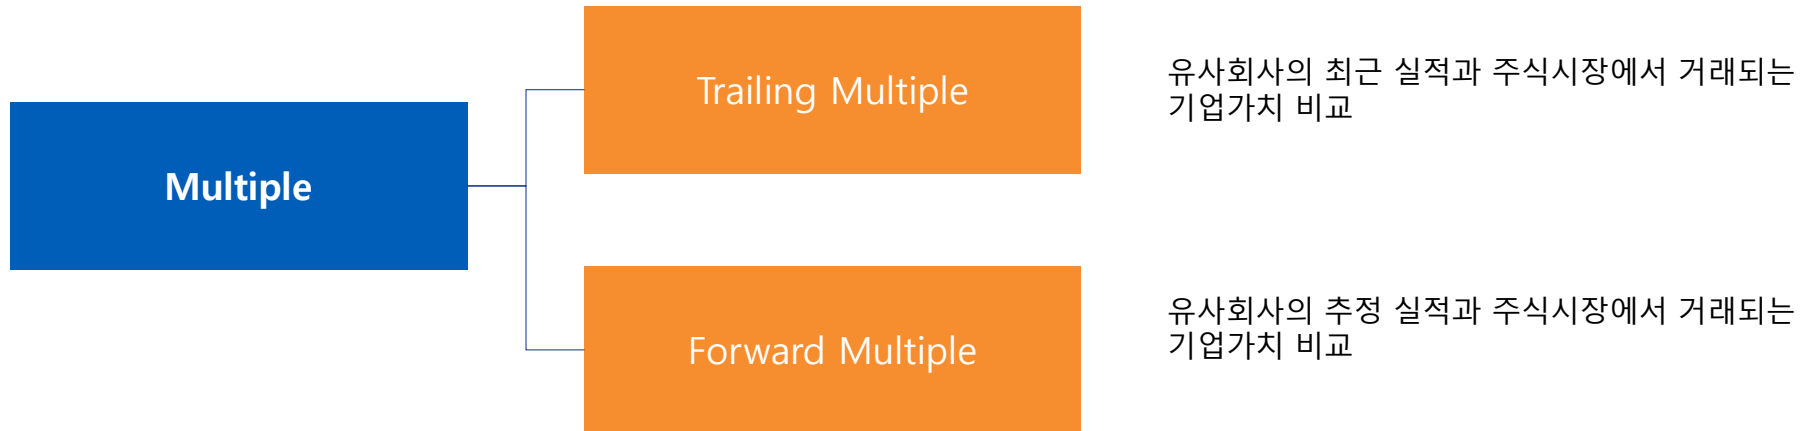 Multiple
Trailing Multiple
유사회사의 최근 실적과 주식시장에서 거래되는
기업가치 비교
Forward Multiple
유사회사의 추정 실적과 주식시장에서 거래되는
기업가치 비교